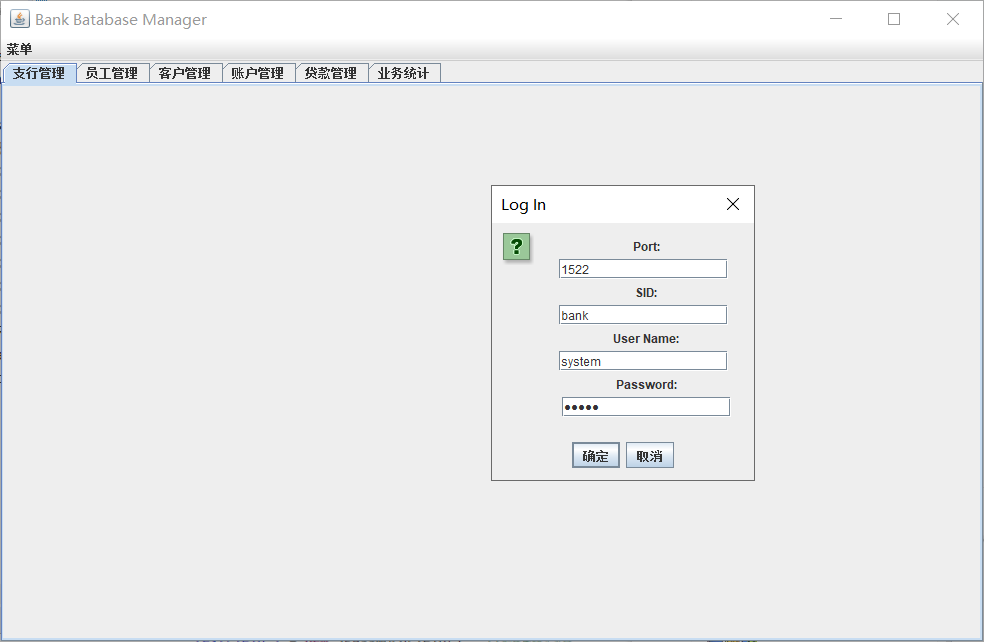 Bank Batabase Manager
菜单
支行管理 员工管理 客户管理 账户管理 贷款管理 业务统计
Log In
?
Port:
1522
SID:
bank
User Name:
system
Password:
•••••
确定 取消